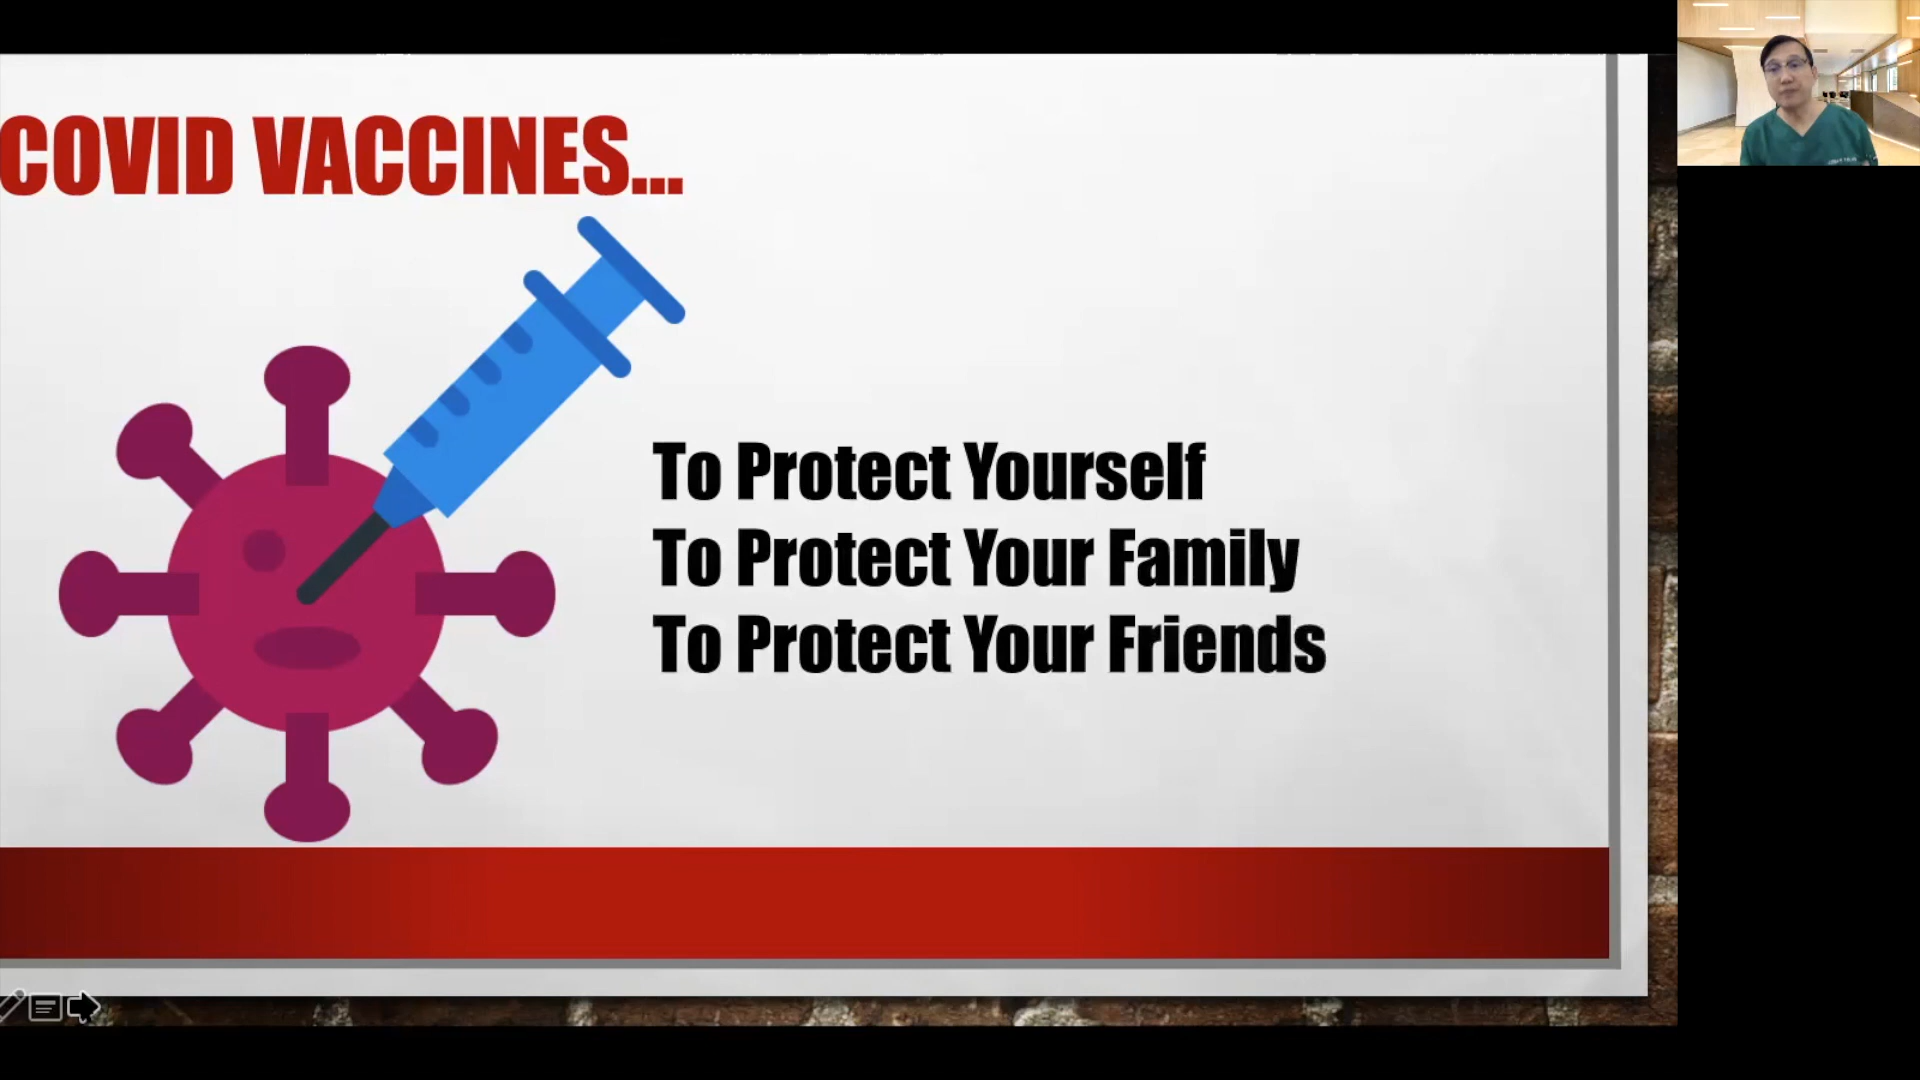 COVID VACCINES...
To Protect Yourself
To Protect Your Family
To Protect Your Friends